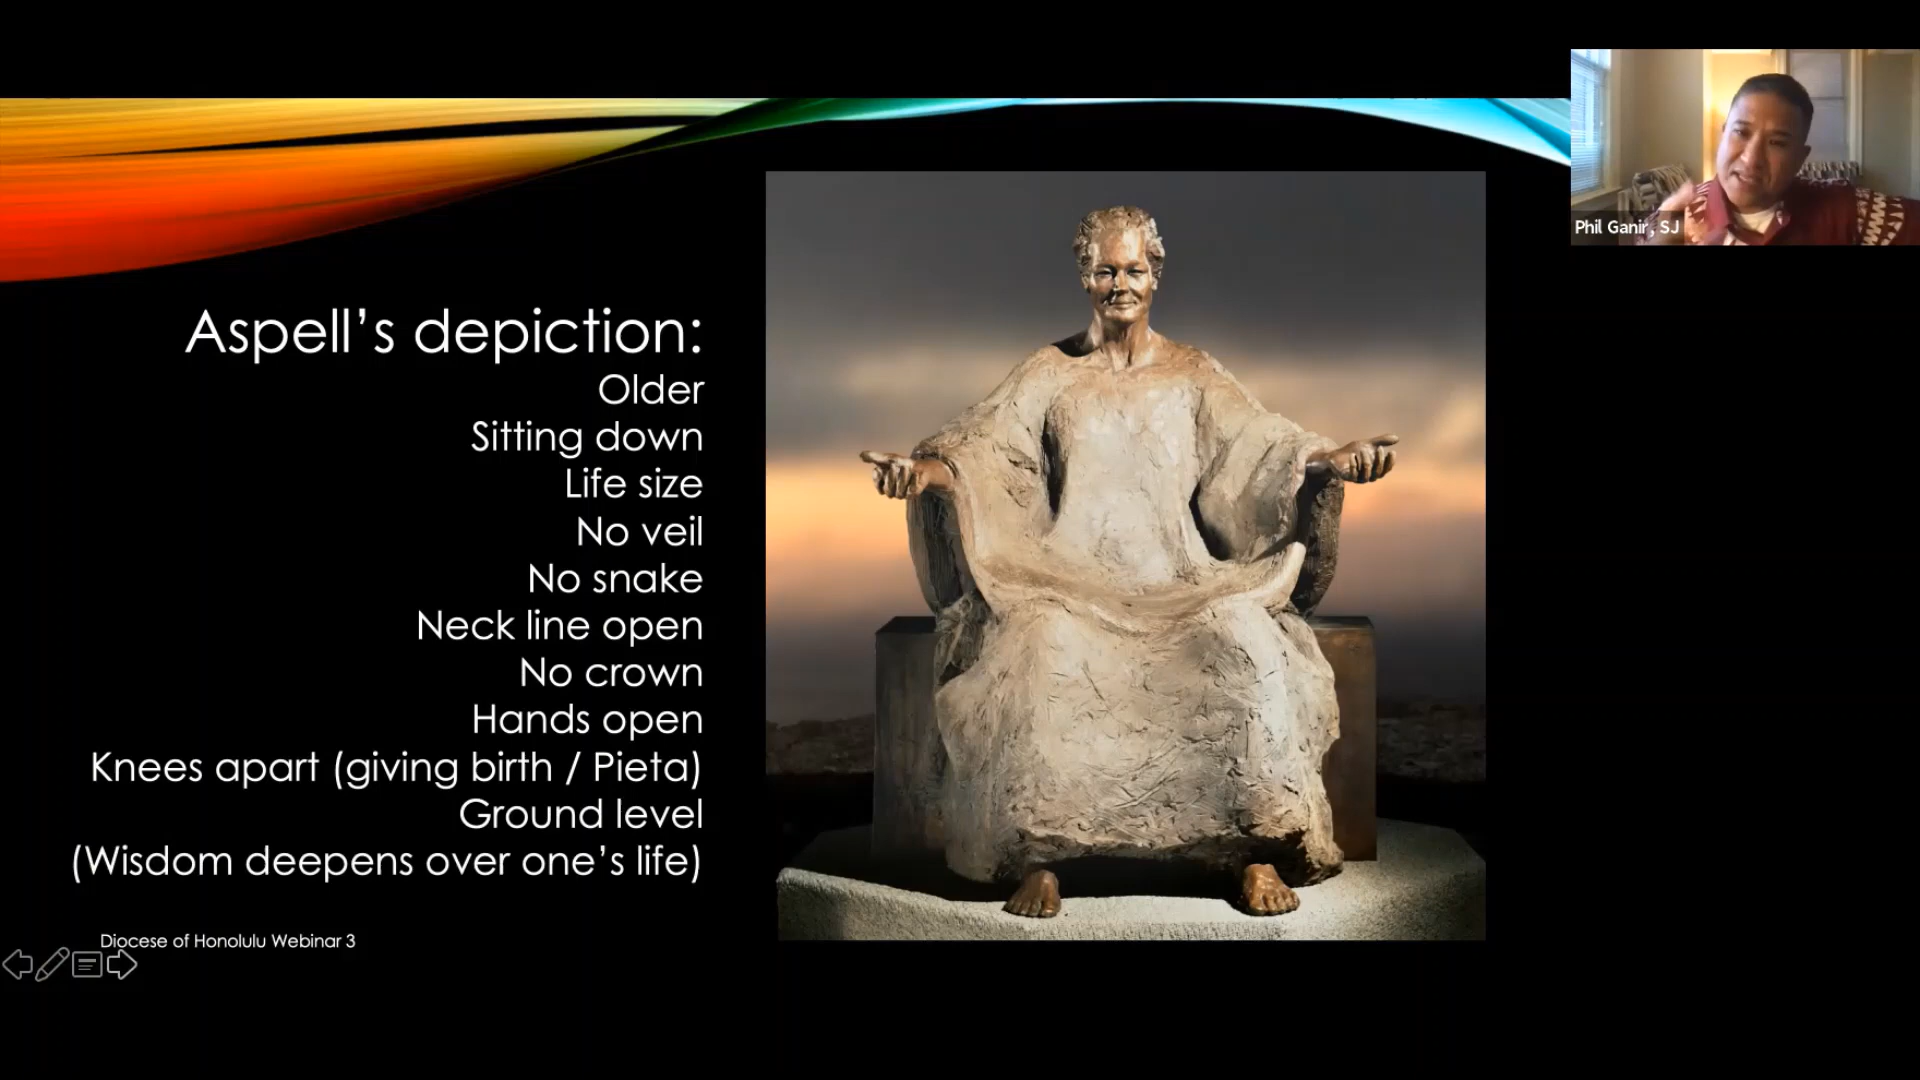 Phil Ganir, SJ
Aspell’s depiction:
Older
Sitting down
Life size
No veil
No snake
Neck line open
No crown
Hands open
Knees apart (giving birth / Pieta)
Ground level
(Wisdom deepens over one’s life)
Diocese of Honolulu Webinar 3